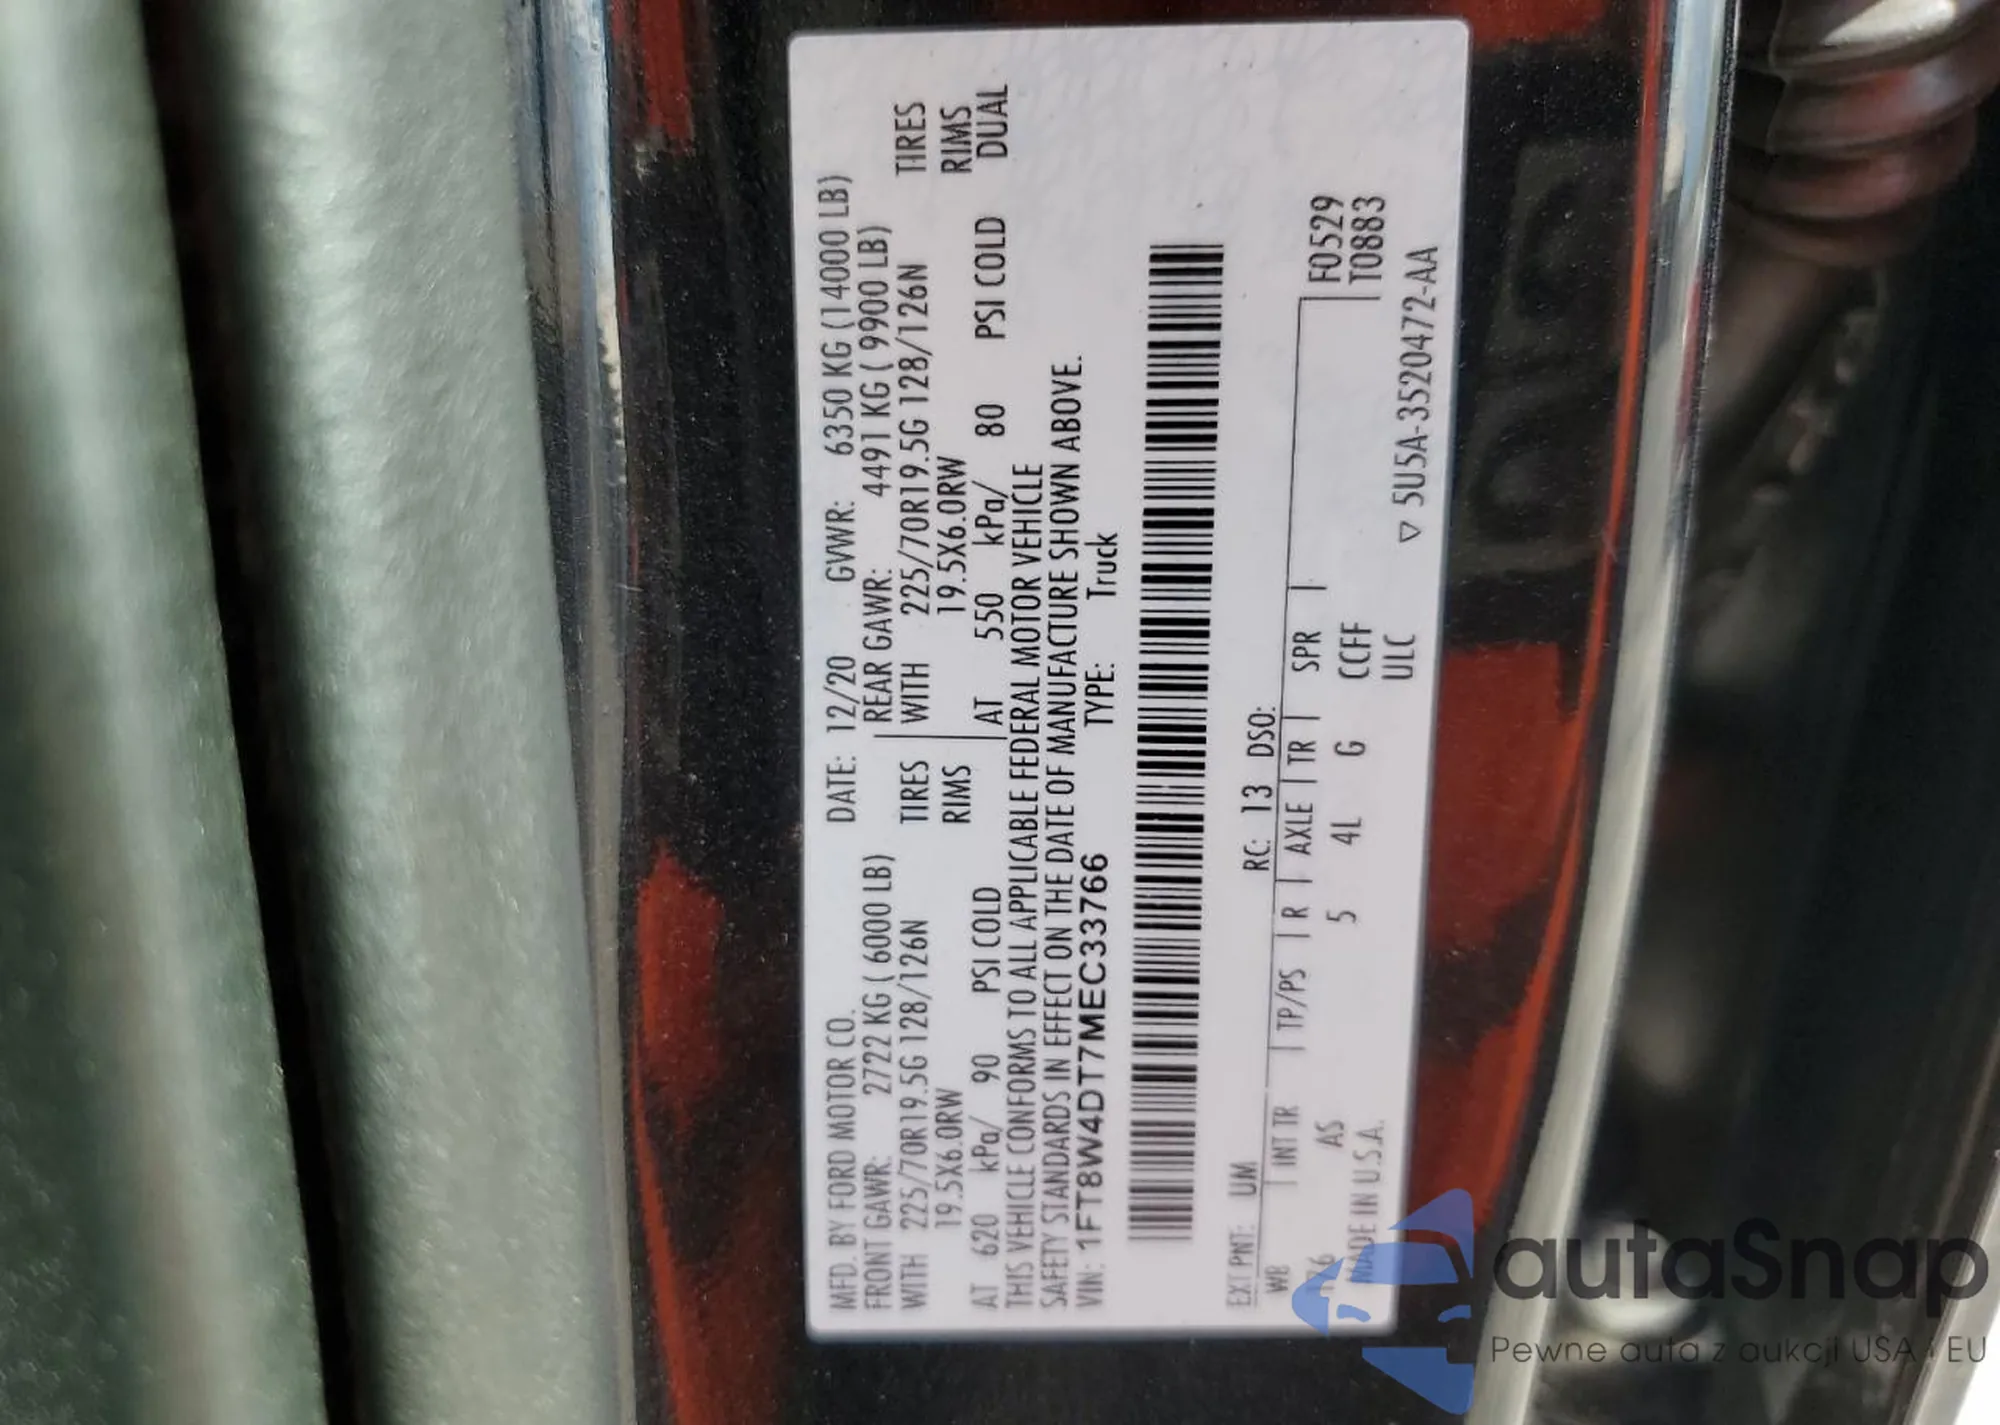 MFD. BY FORD MOTOR CO. DATE: 12/20 GVWR: 6350 KG (14000 LB)
FRONT GAWR: 2722 KG (6000 LB) REAR GAWR: 4491 KG (9900 LB)
WITH 225/70R19.5G 128/126N TIRES WITH 225/70R19.5G 128/126N TIRES
19.5X6.0RW RIMS 19.5X6.0RW RIMS
AT 620 kPa/ 90 PSI COLD AT 550 kPa/ 80 PSI COLD DUAL
THIS VEHICLE CONFORMS TO ALL APPLICABLE FEDERAL MOTOR VEHICLE
SAFETY STANDARDS IN EFFECT ON THE DATE OF MANUFACTURE SHOWN ABOVE.
VIN: 1FT8W4DT7MEC33766 TYPE: Truck
EXT PNT: UM RC: 13 DSO:
WB INT TR TP/PS R AXLE TR SPR F0529
176 AS 5 4L G CCFF T0883
MADE IN U.S.A. ULC ▽ 5U5A-3520472-AA
autaSnap
Pewne auta z aukcji USA i EU